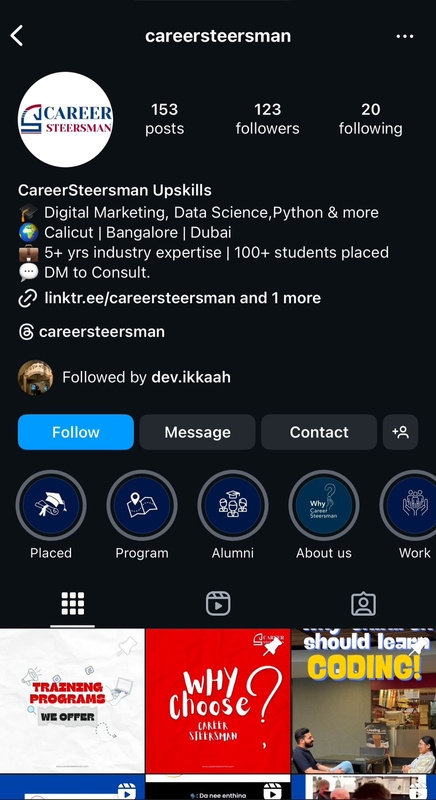 careersteersman
CAREER
STEERSMAN
153
posts
123
followers
20
following
CareerSteersman Upskills
🎓 Digital Marketing, Data Science,Python & more
🌍 Calicut | Bangalore | Dubai
💼 5+ yrs industry expertise | 100+ students placed
💬 DM to Consult.
linktr.ee/careersteersman and 1 more
careersteersman
Followed by dev.ikkaah
Follow
Message
Contact
Why
Career
Steersman
Placed
Program
Alumni
About us
Work
TRAINING
PROGRAMS
WE OFFER
WHY
Choose
CAREER
STEERSMAN
?
should learn
CODING!
: Da nee enthina